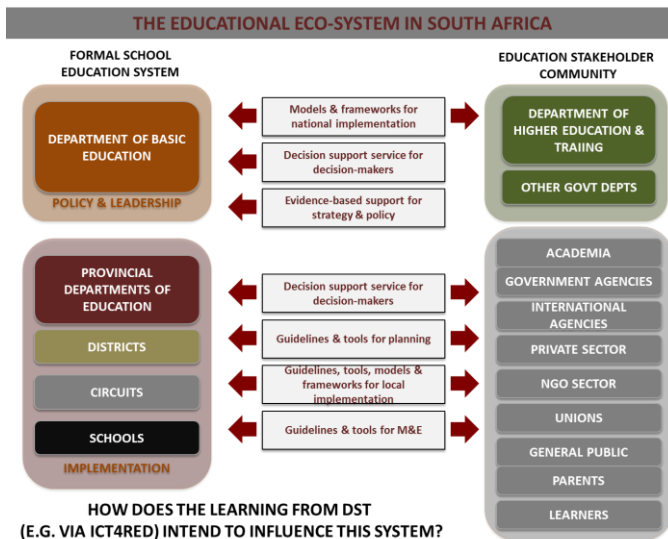 THE EDUCATIONAL ECO-SYSTEM IN SOUTH AFRICA
FORMAL SCHOOL
EDUCATION SYSTEM
DEPARTMENT OF BASIC
EDUCATION
POLICY & LEADERSHIP
PROVINCIAL
DEPARTMENTS OF
EDUCATION
DISTRICTS
CIRCUITS
SCHOOLS
IMPLEMENTATION
Models & frameworks for
national implementation
Decision support service for
decision-makers
Evidence-based support for
strategy & policy
Decision support service for
decision-makers
Guidelines & tools for planning
Guidelines, tools, models &
frameworks for local
implementation
Guidelines & tools for M&E
EDUCATION STAKEHOLDER
COMMUNITY
DEPARTMENT OF
HIGHER EDUCATION &
TRAIING
OTHER GOVT DEPTS
ACADEMIA
GOVERNMENT AGENCIES
INTERNATIONAL
AGENCIES
PRIVATE SECTOR
NGO SECTOR
UNIONS
GENERAL PUBLIC
PARENTS
LEARNERS
HOW DOES THE LEARNING FROM DST
(E.G. VIA ICT4RED) INTEND TO INFLUENCE THIS SYSTEM?